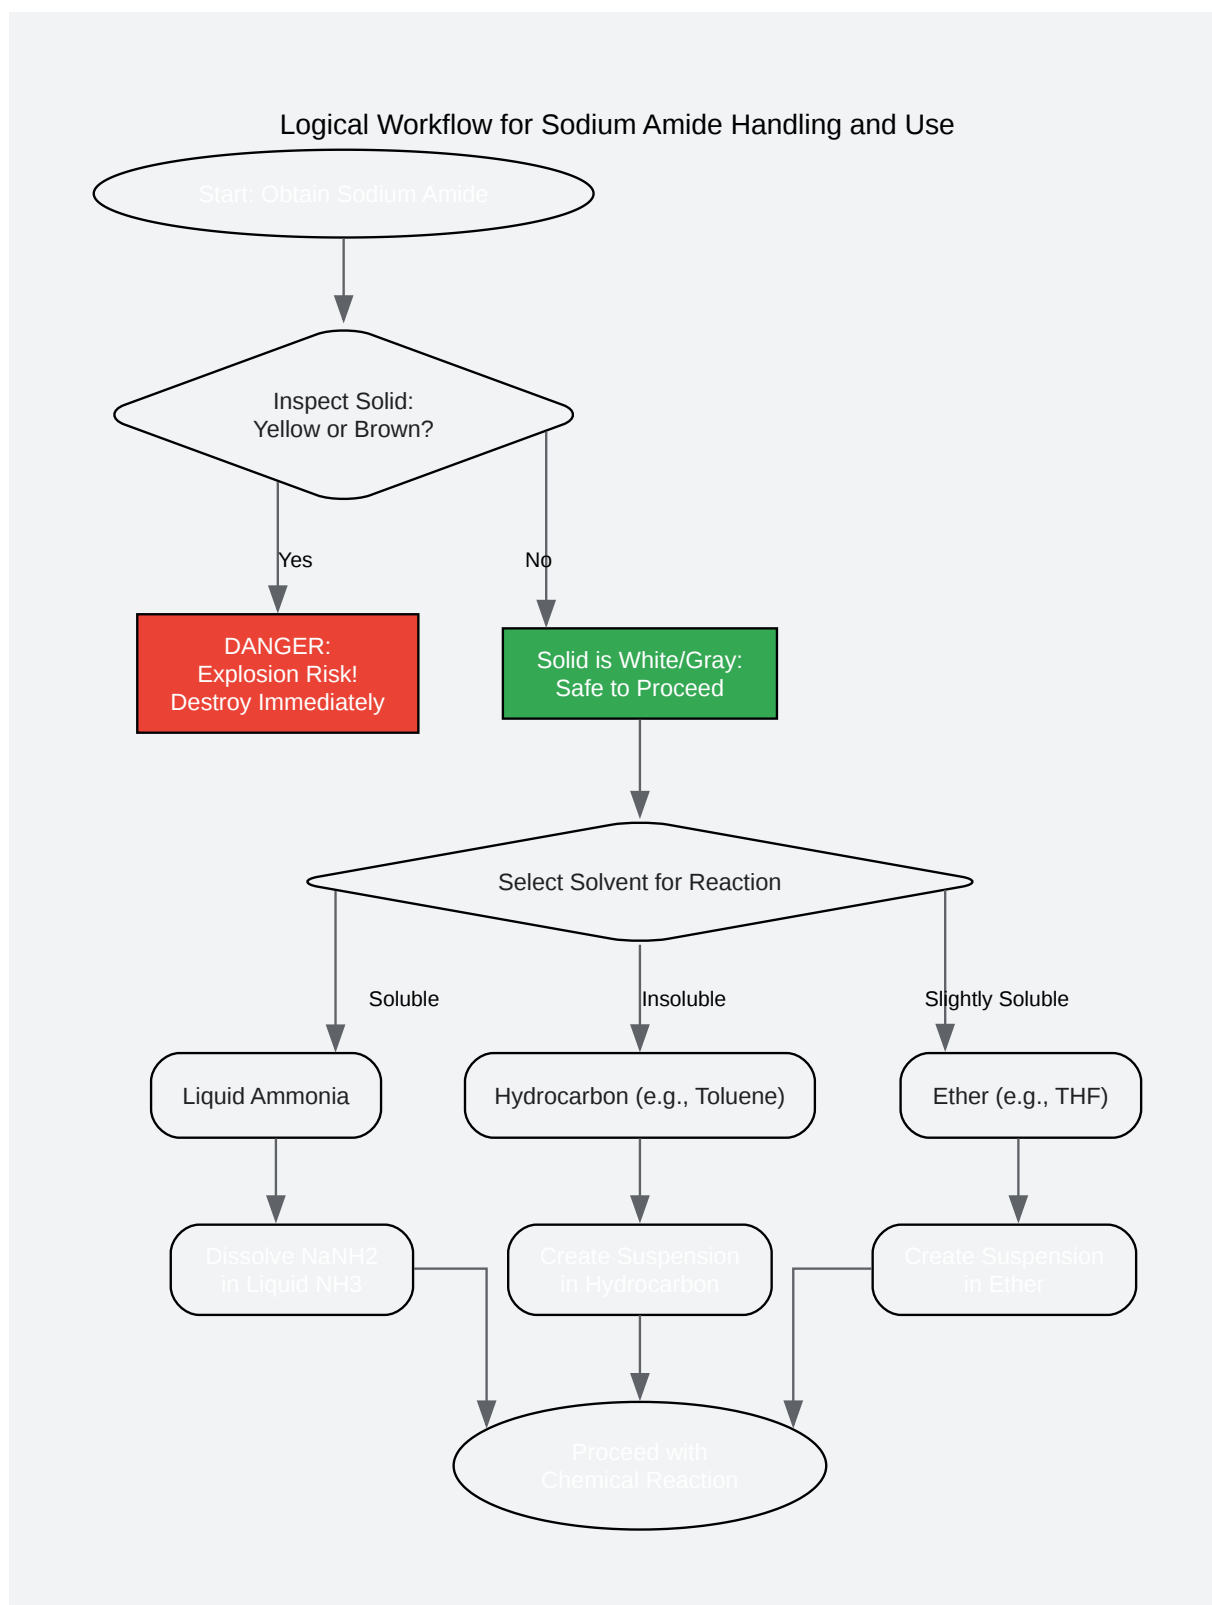 Logical Workflow for Sodium Amide Handling and Use
Start: Obtain Sodium Amide
Inspect Solid:
Yellow or Brown?
Yes
No
DANGER:
Explosion Risk!
Destroy Immediately
Solid is White/Gray:
Safe to Proceed
Select Solvent for Reaction
Soluble
Insoluble
Slightly Soluble
Liquid Ammonia
Hydrocarbon (e.g., Toluene)
Ether (e.g., THF)
Dissolve NaNH2
in Liquid NH3
Create Suspension
in Hydrocarbon
Create Suspension
in Ether
Proceed with
Chemical Reaction